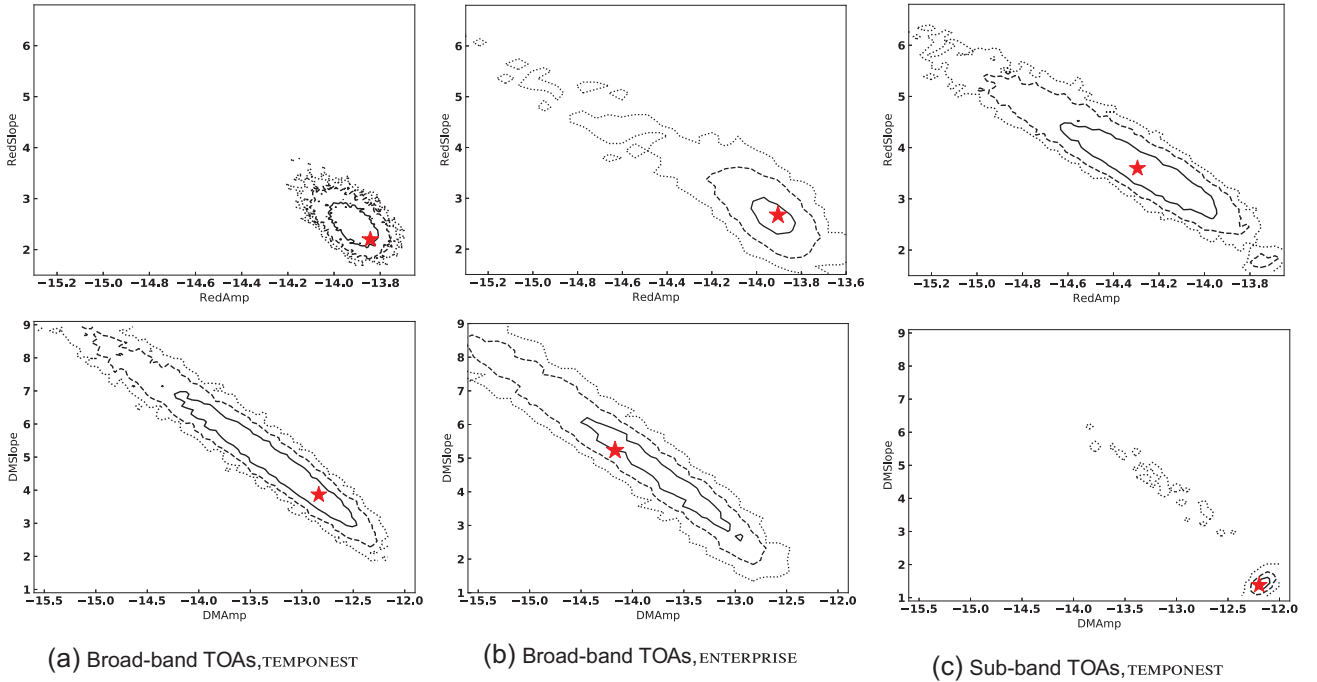 RedSlope
6
5
4
3
2
−15.2 −15.0 −14.8 −14.6 −14.4 −14.2 −14.0 −13.8
RedAmp
RedSlope
6
5
4
3
2
−15.2 −15.0 −14.8 −14.6 −14.4 −14.2 −14.0 −13.8 −13.6
RedAmp
RedSlope
6
5
4
3
2
−15.2 −15.0 −14.8 −14.6 −14.4 −14.2 −14.0 −13.8
RedAmp
DMSlope
9
8
7
6
5
4
3
2
1
−15.5 −15.0 −14.5 −14.0 −13.5 −13.0 −12.5 −12.0
DMAmp
DMSlope
9
8
7
6
5
4
3
2
1
−15.5 −15.0 −14.5 −14.0 −13.5 −13.0 −12.5 −12.0
DMAmp
DMSlope
9
8
7
6
5
4
3
2
1
−15.5 −15.0 −14.5 −14.0 −13.5 −13.0 −12.5 −12.0
DMAmp
(a) Broad-band TOAs,TEMPONEST
(b) Broad-band TOAs,ENTERPRISE
(c) Sub-band TOAs,TEMPONEST